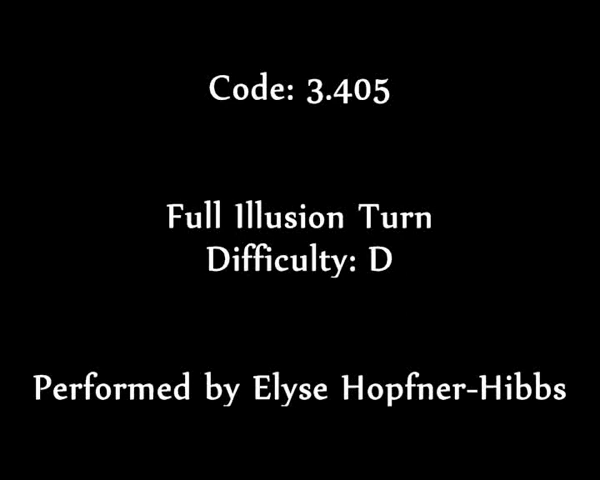 Code: 3.405
Full Illusion Turn
Difficulty: D
Performed by Elyse Hopfner-Hibbs